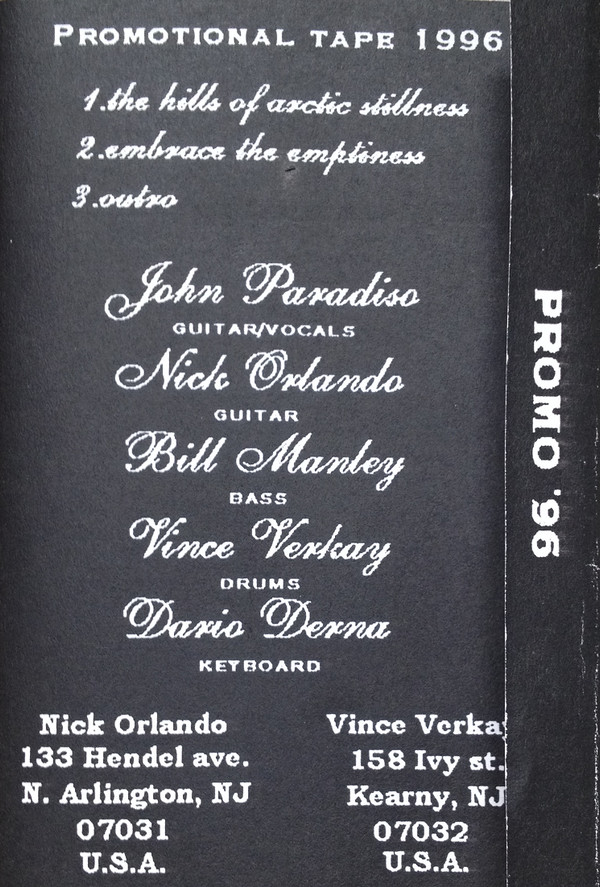 PROMOTIONAL TAPE 1996
1.the hills of arctic stillness
2.embrace the emptiness
3.outro
John Paradiso
GUITAR/VOCALS
Nick Orlando
GUITAR
Bill Manley
BASS
Vince Verkay
DRUMS
Dario Derna
KEYBOARD
Nick Orlando
133 Hendel ave.
N. Arlington, NJ
07031
U.S.A.
Vince Verkay
158 Ivy st.
Kearny, NJ
07032
U.S.A.
PROMO '96